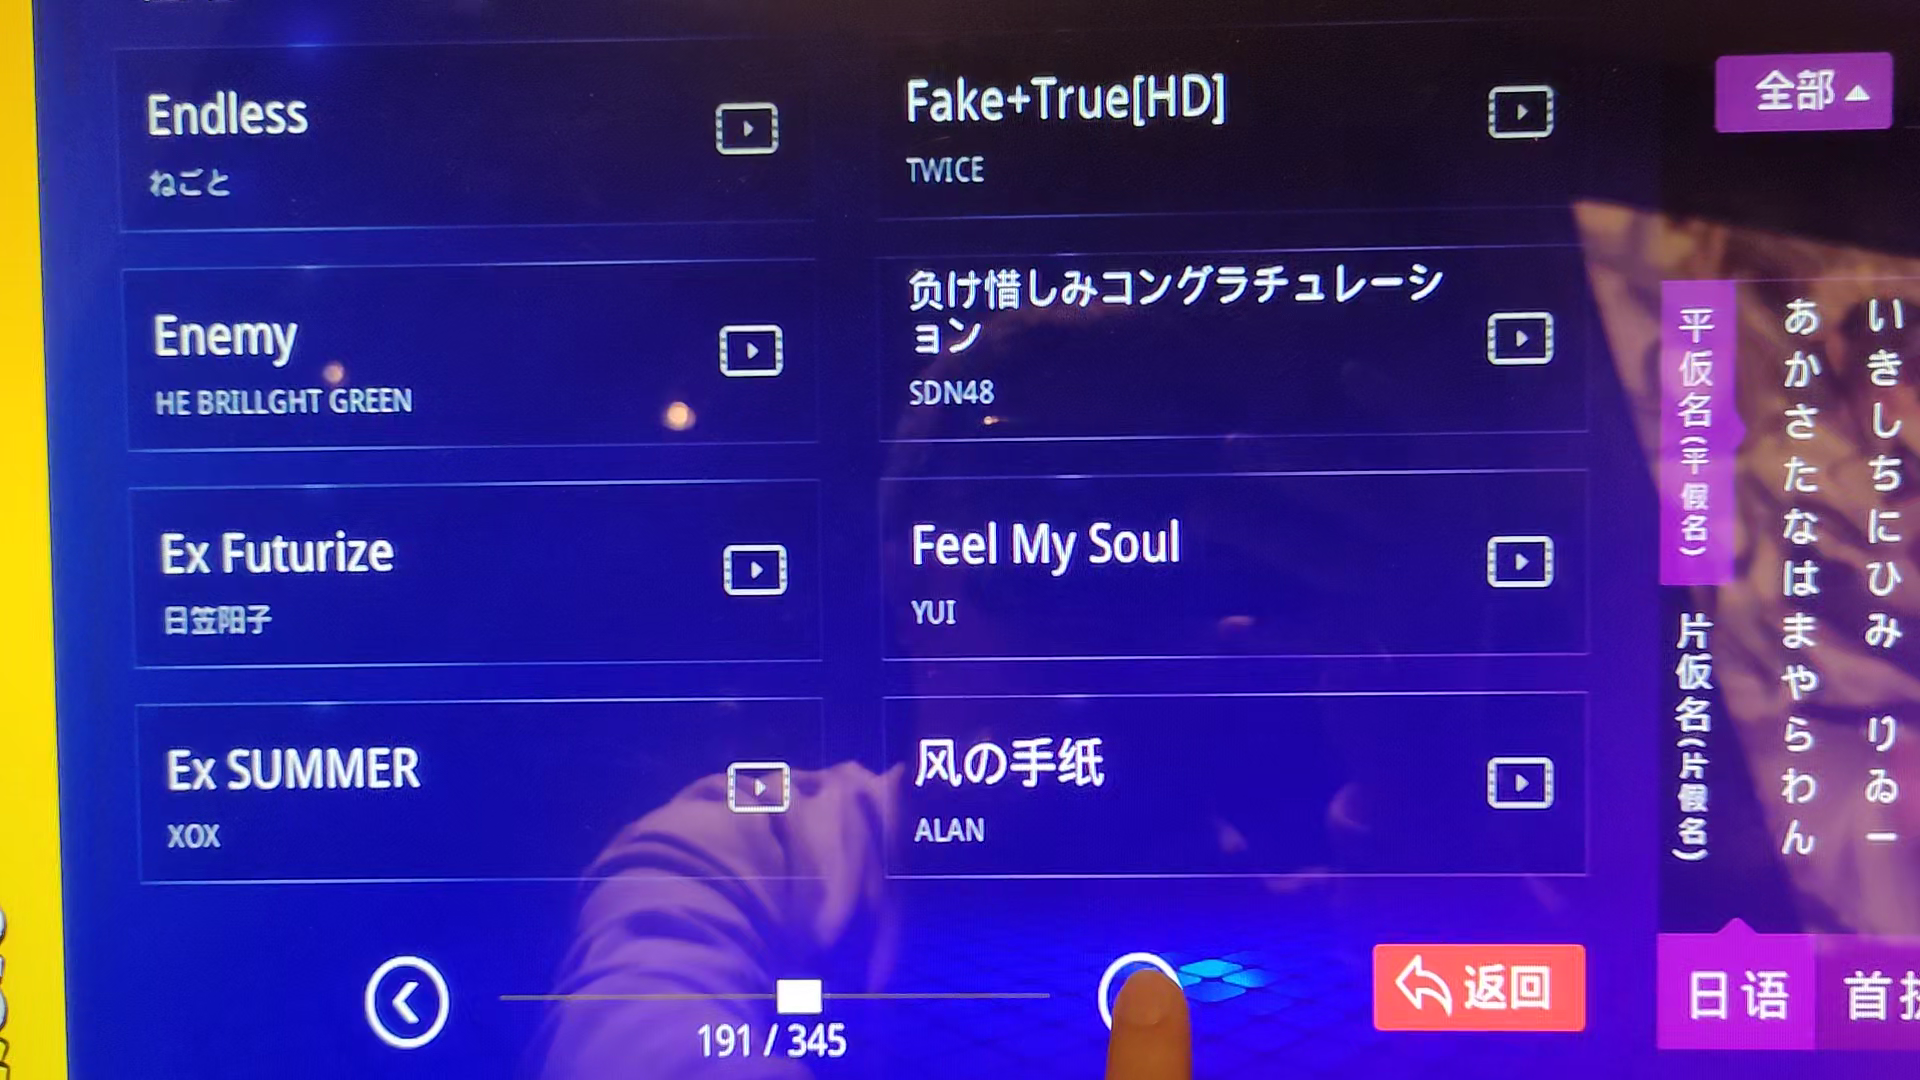 Endless
ねごと
Fake+True[HD]
TWICE
Enemy
HE BRILLGHT GREEN
负け惜しみコングラチュレーシ
ョン
SDN48
Ex Futurize
日笠阳子
Feel My Soul
YUI
Ex SUMMER
XOX
风の手纸
ALAN
191 / 345
返回
全部
平仮名(平假名)
片仮名(片假名)
あかさたなはまやらわん
いきしちにひみ りゐー
日语
首